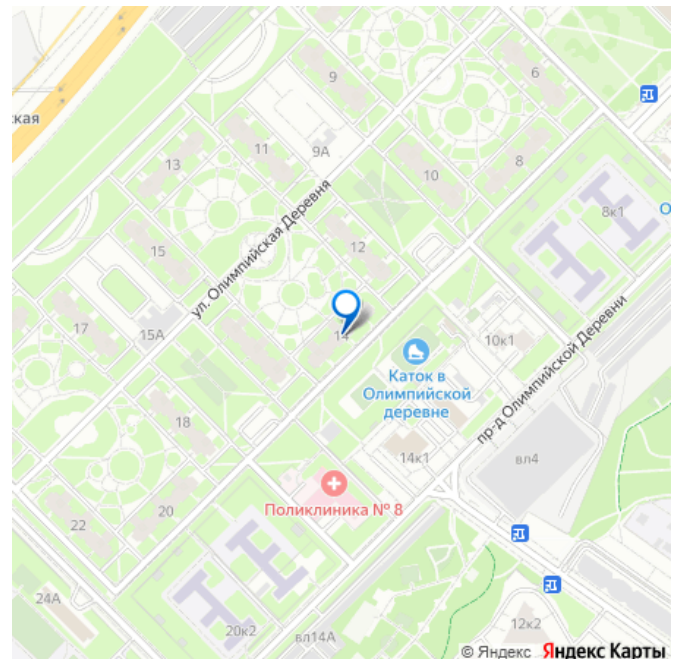 9
6
кая
11
9А
13
8
10
8к1
О
ул. Олимпийская Деревня
12
15
17
15А
14
10к1
Каток в
Олимпийской
деревне
пр-д Олимпийской Деревни
18
14к1
вл4
Поликлиника № 8
22
20
24А
20к2
вл14А
12к2
© Яндекс Яндекс Карты